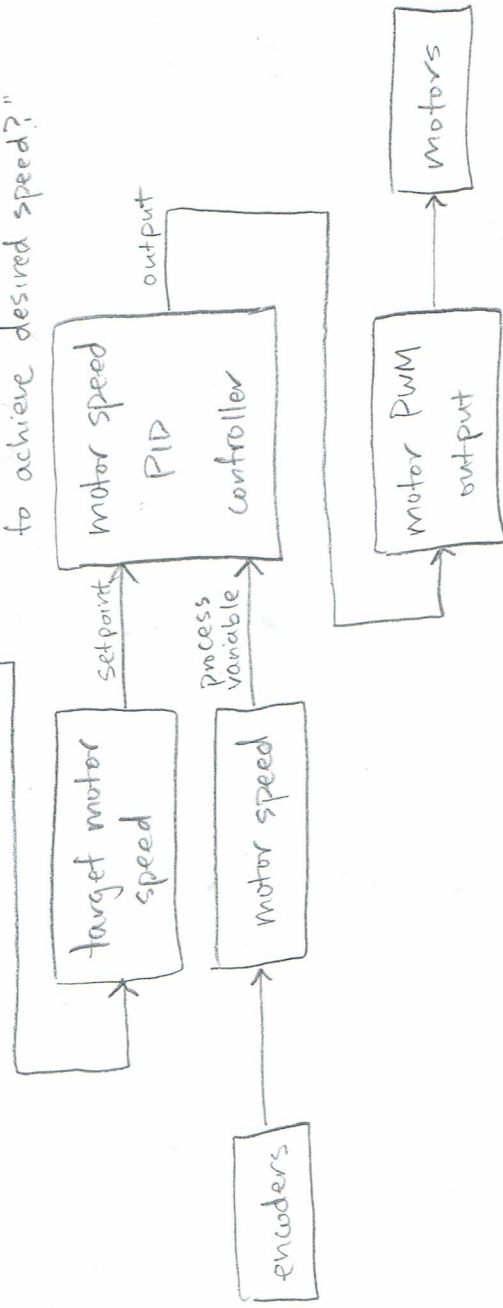 to achieve desired speed?"
target motor
speed
setpoint
motor speed
PID
controller
output
encoders
motor speed
process
variable
motor PWM
output
motors